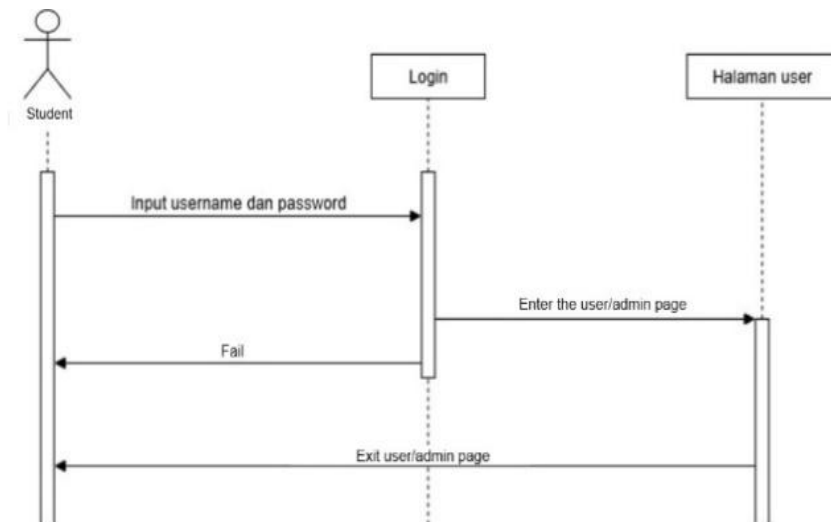 Student
Login
Halaman user
Input username dan password
Enter the user/admin page
Fail
Exit user/admin page